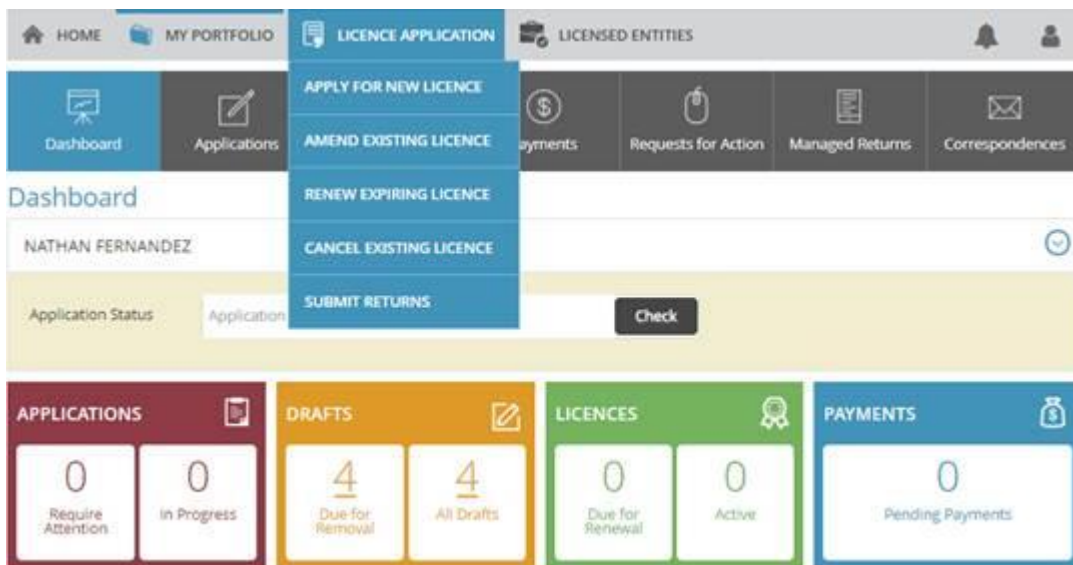 HOME MY PORTFOLIO LICENCE APPLICATION LICENSED ENTITIES
APPLY FOR NEW LICENCE
AMEND EXISTING LICENCE
RENEW EXPIRING LICENCE
CANCEL EXISTING LICENCE
SUBMIT RETURNS
Dashboard Applications ayments Requests for Action Managed Returns Correspondences
Dashboard
NATHAN FERNANDEZ
Application Status Application Check
APPLICATIONS
0
Require
Attention
0
In Progress
DRAFTS
4
Due for
Removal
4
All Drafts
LICENCES
0
Due for
Renewal
0
Active
PAYMENTS
0
Pending Payments